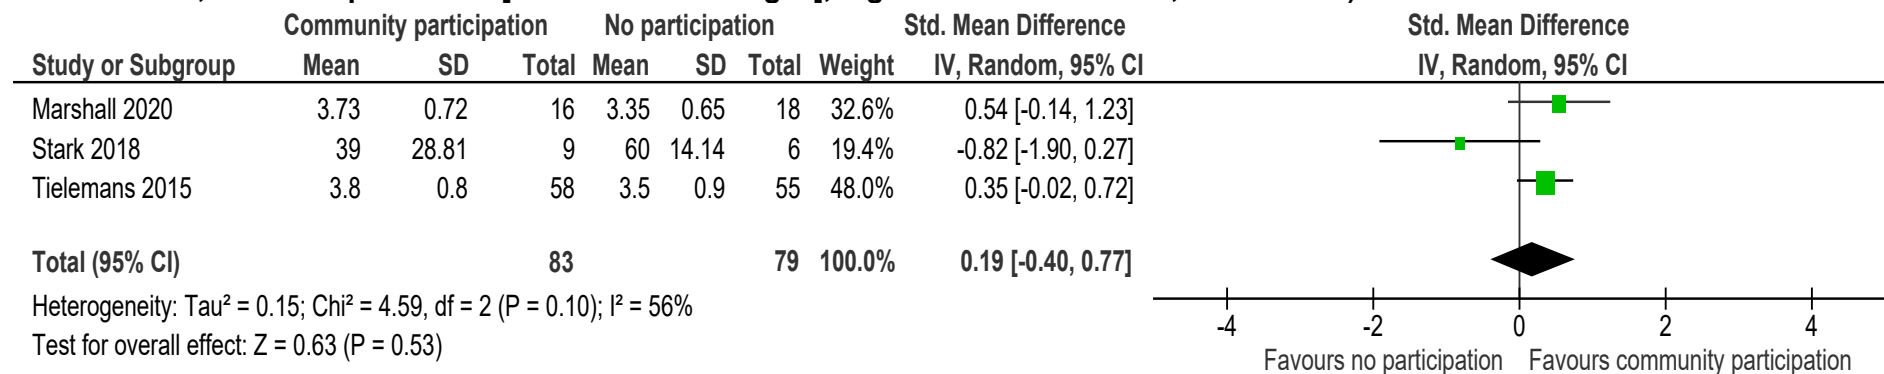 Community participation No participation Std. Mean Difference Std. Mean Difference
Study or Subgroup Mean SD Total Mean SD Total Weight IV, Random, 95% CI IV, Random, 95% CI
Marshall 2020 3.73 0.72 16 3.35 0.65 18 32.6% 0.54 [-0.14, 1.23]
Stark 2018 39 28.81 9 60 14.14 6 19.4% -0.82 [-1.90, 0.27]
Tielemans 2015 3.8 0.8 58 3.5 0.9 55 48.0% 0.35 [-0.02, 0.72]
Total (95% CI) 83 79 100.0% 0.19 [-0.40, 0.77]
Heterogeneity: Tau² = 0.15; Chi² = 4.59, df = 2 (P = 0.10); I² = 56%
Test for overall effect: Z = 0.63 (P = 0.53)
-4 -2 0 2 4
Favours no participation Favours community participation